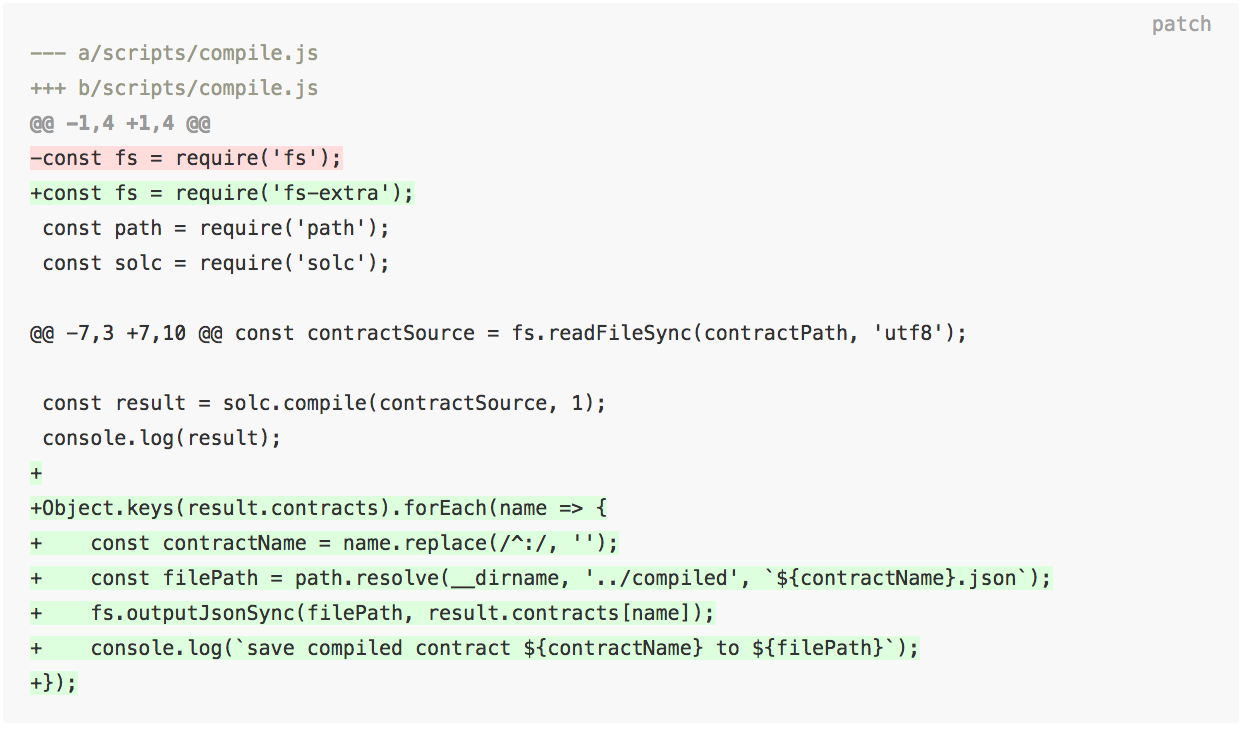 patch
--- a/scripts/compile.js
+++ b/scripts/compile.js
@@ -1,4 +1,4 @@
-const fs = require('fs');
+const fs = require('fs-extra');
 const path = require('path');
 const solc = require('solc');

@@ -7,3 +7,10 @@ const contractSource = fs.readFileSync(contractPath, 'utf8');

 const result = solc.compile(contractSource, 1);
 console.log(result);
+
+Object.keys(result.contracts).forEach(name => {
+    const contractName = name.replace(/^:/, '');
+    const filePath = path.resolve(__dirname, '../compiled', `${contractName}.json`);
+    fs.outputJsonSync(filePath, result.contracts[name]);
+    console.log(`save compiled contract ${contractName} to ${filePath}`);
+});